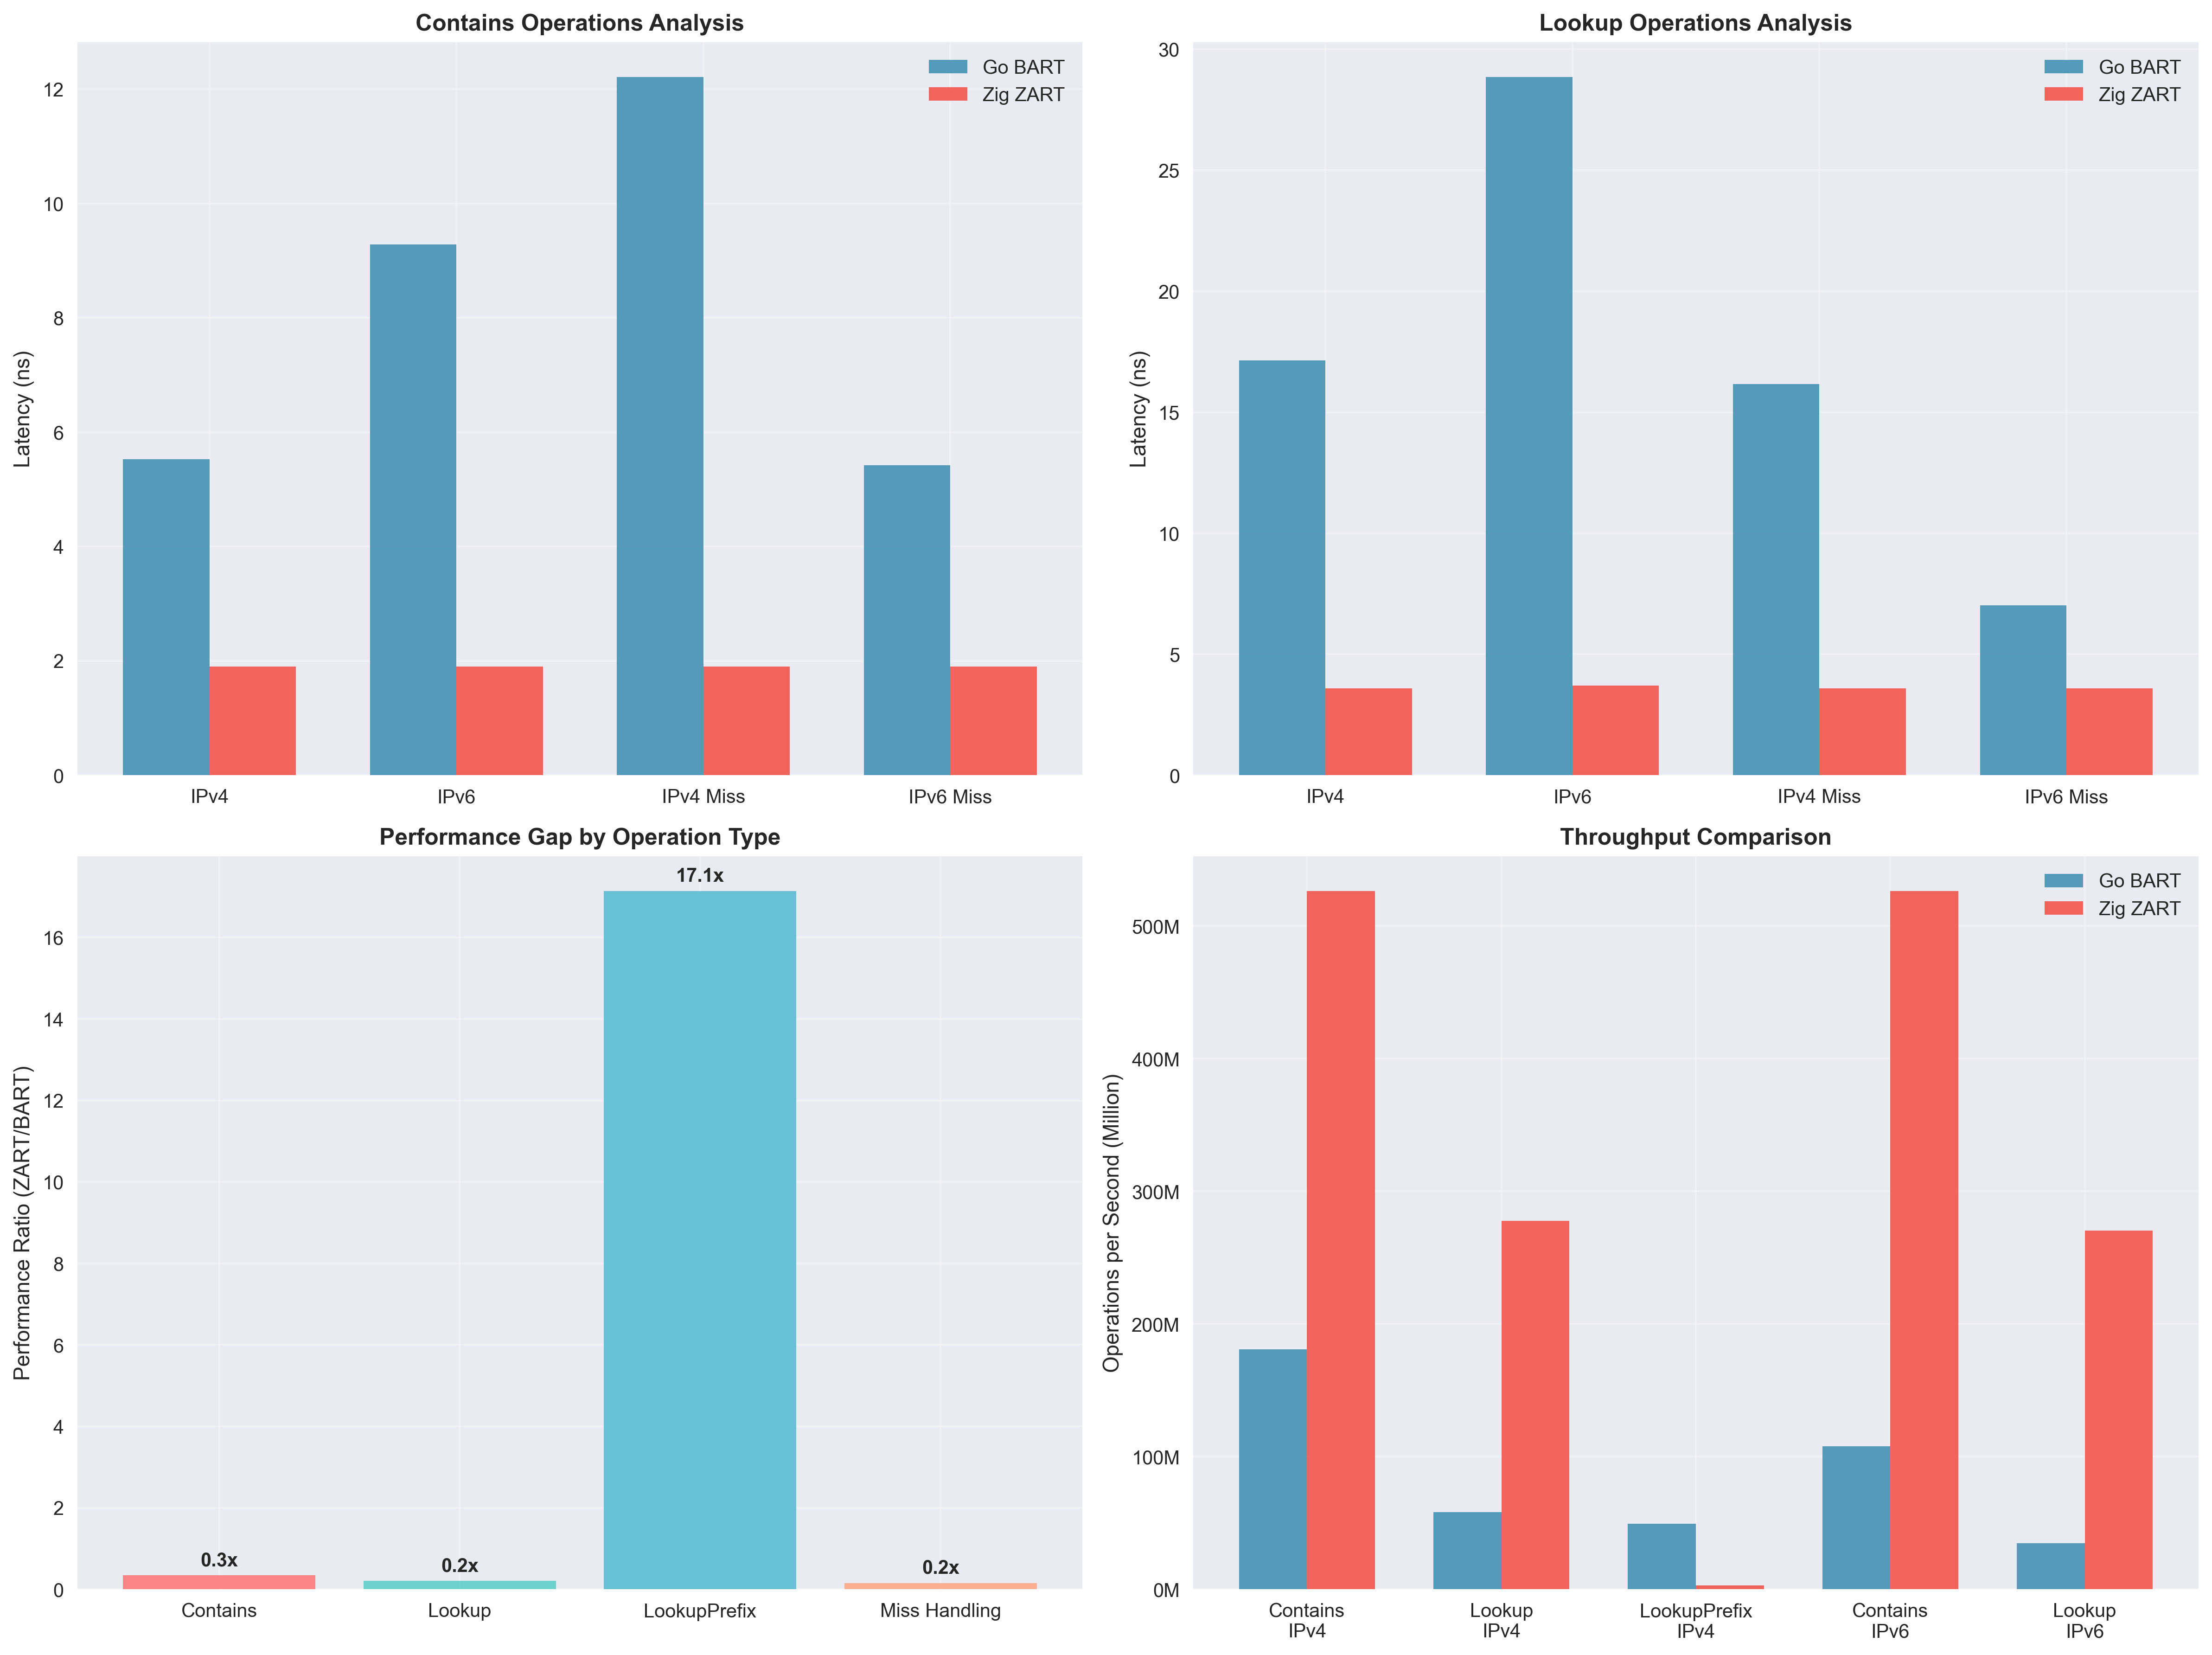 Contains Operations Analysis
Go BART
Zig ZART
Latency (ns)
12
10
8
6
4
2
0
IPv4
IPv6
IPv4 Miss
IPv6 Miss
Lookup Operations Analysis
Go BART
Zig ZART
Latency (ns)
30
25
20
15
10
5
0
IPv4
IPv6
IPv4 Miss
IPv6 Miss
Performance Gap by Operation Type
Performance Ratio (ZART/BART)
16
14
12
10
8
6
4
2
0
0.3x
0.2x
17.1x
0.2x
Contains
Lookup
LookupPrefix
Miss Handling
Throughput Comparison
Go BART
Zig ZART
Operations per Second (Million)
500M
400M
300M
200M
100M
0M
Contains
IPv4
Lookup
IPv4
LookupPrefix
IPv4
Contains
IPv6
Lookup
IPv6